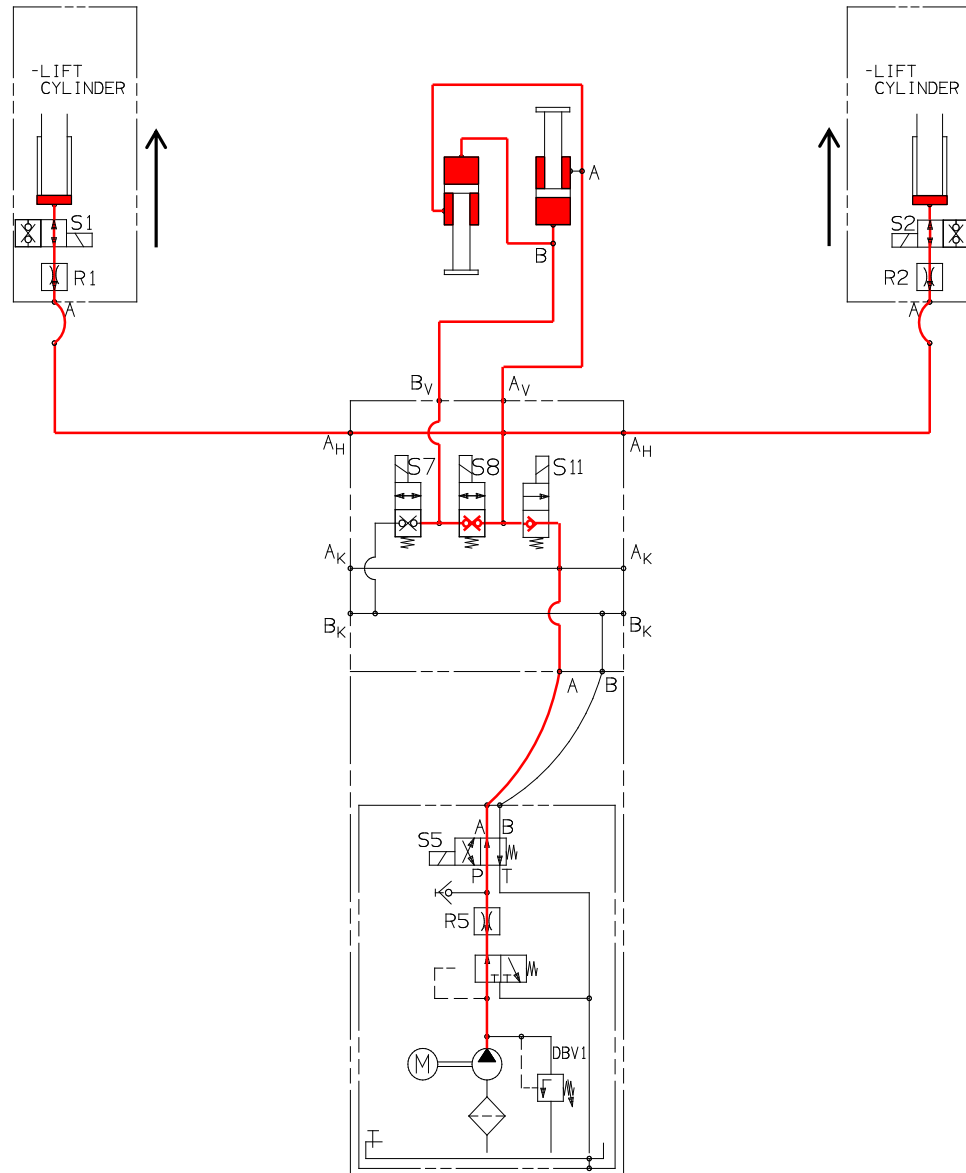 -LIFT
CYLINDER
-LIFT
CYLINDER
A
S1
S2
B
R1
R2
A
A
BV
AV
AH
AH
S7
S8
S11
AK
AK
BK
BK
A
B
A
B
S5
P
T
R5
DBV1
M
T